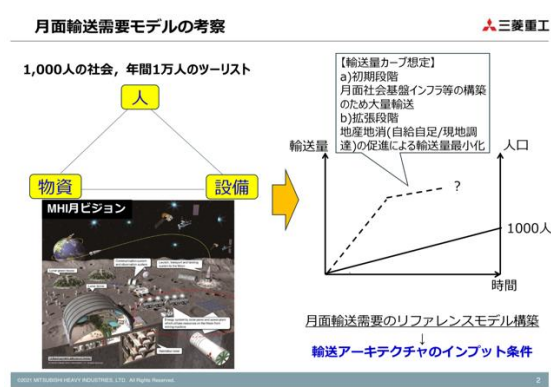 月面輸送需要モデルの考察
三菱重工
1,000人の社会，年間1万人のツーリスト
人
物資
設備
MHI月ビジョン
【輸送量カーブ想定】
a)初期段階
月面社会基盤インフラ等の構築
のため大量輸送
b)拡張段階
地産地消(自給自足/現地調
達)の促進による輸送量最小化
輸送量
人口
?
1000人
時間
月面輸送需要のリファレンスモデル構築
↓
輸送アーキテクチャのインプット条件
©2021 MITSUBISHI HEAVY INDUSTRIES, LTD. All Rights Reserved.
2